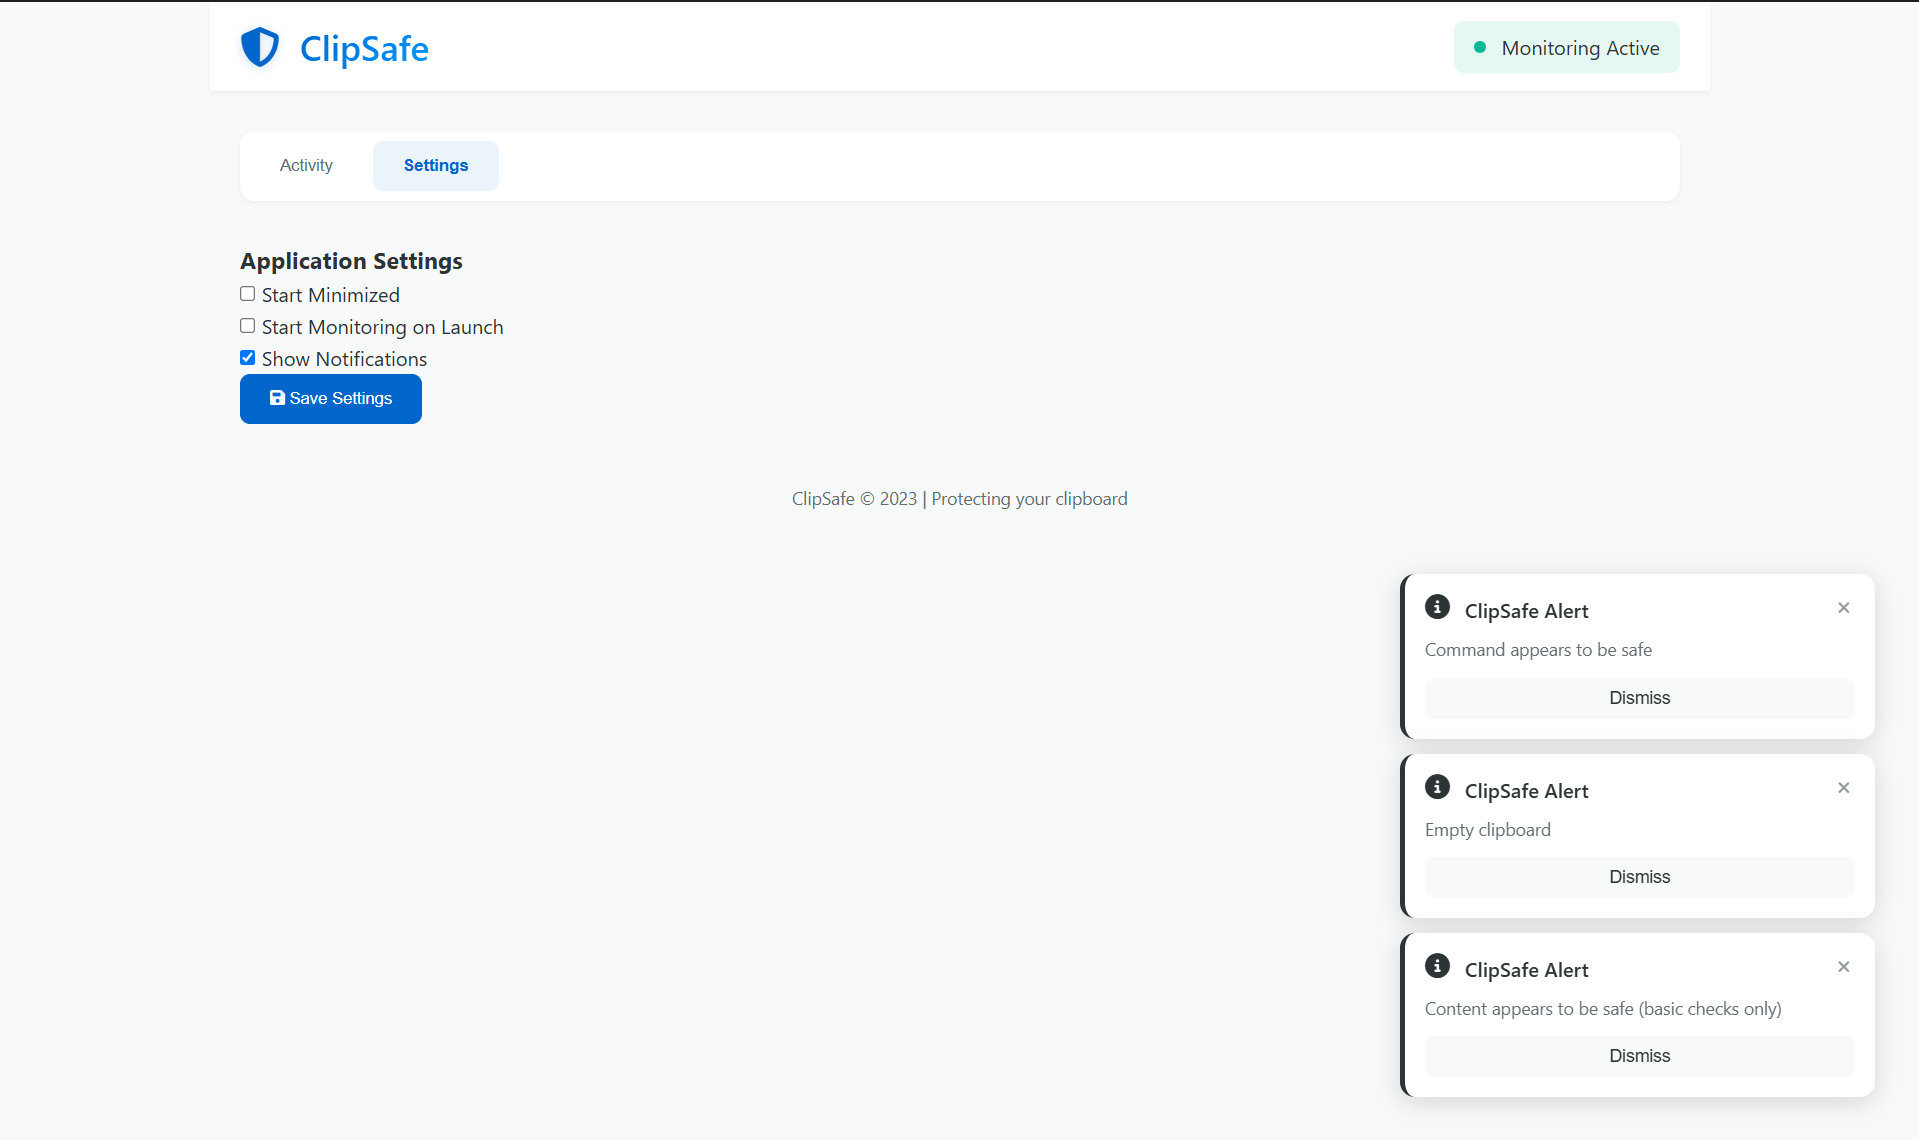 ClipSafe
Monitoring Active
Activity
Settings
Application Settings
Start Minimized
Start Monitoring on Launch
Show Notifications
Save Settings
ClipSafe © 2023 | Protecting your clipboard
ClipSafe Alert
Command appears to be safe
Dismiss
ClipSafe Alert
Empty clipboard
Dismiss
ClipSafe Alert
Content appears to be safe (basic checks only)
Dismiss